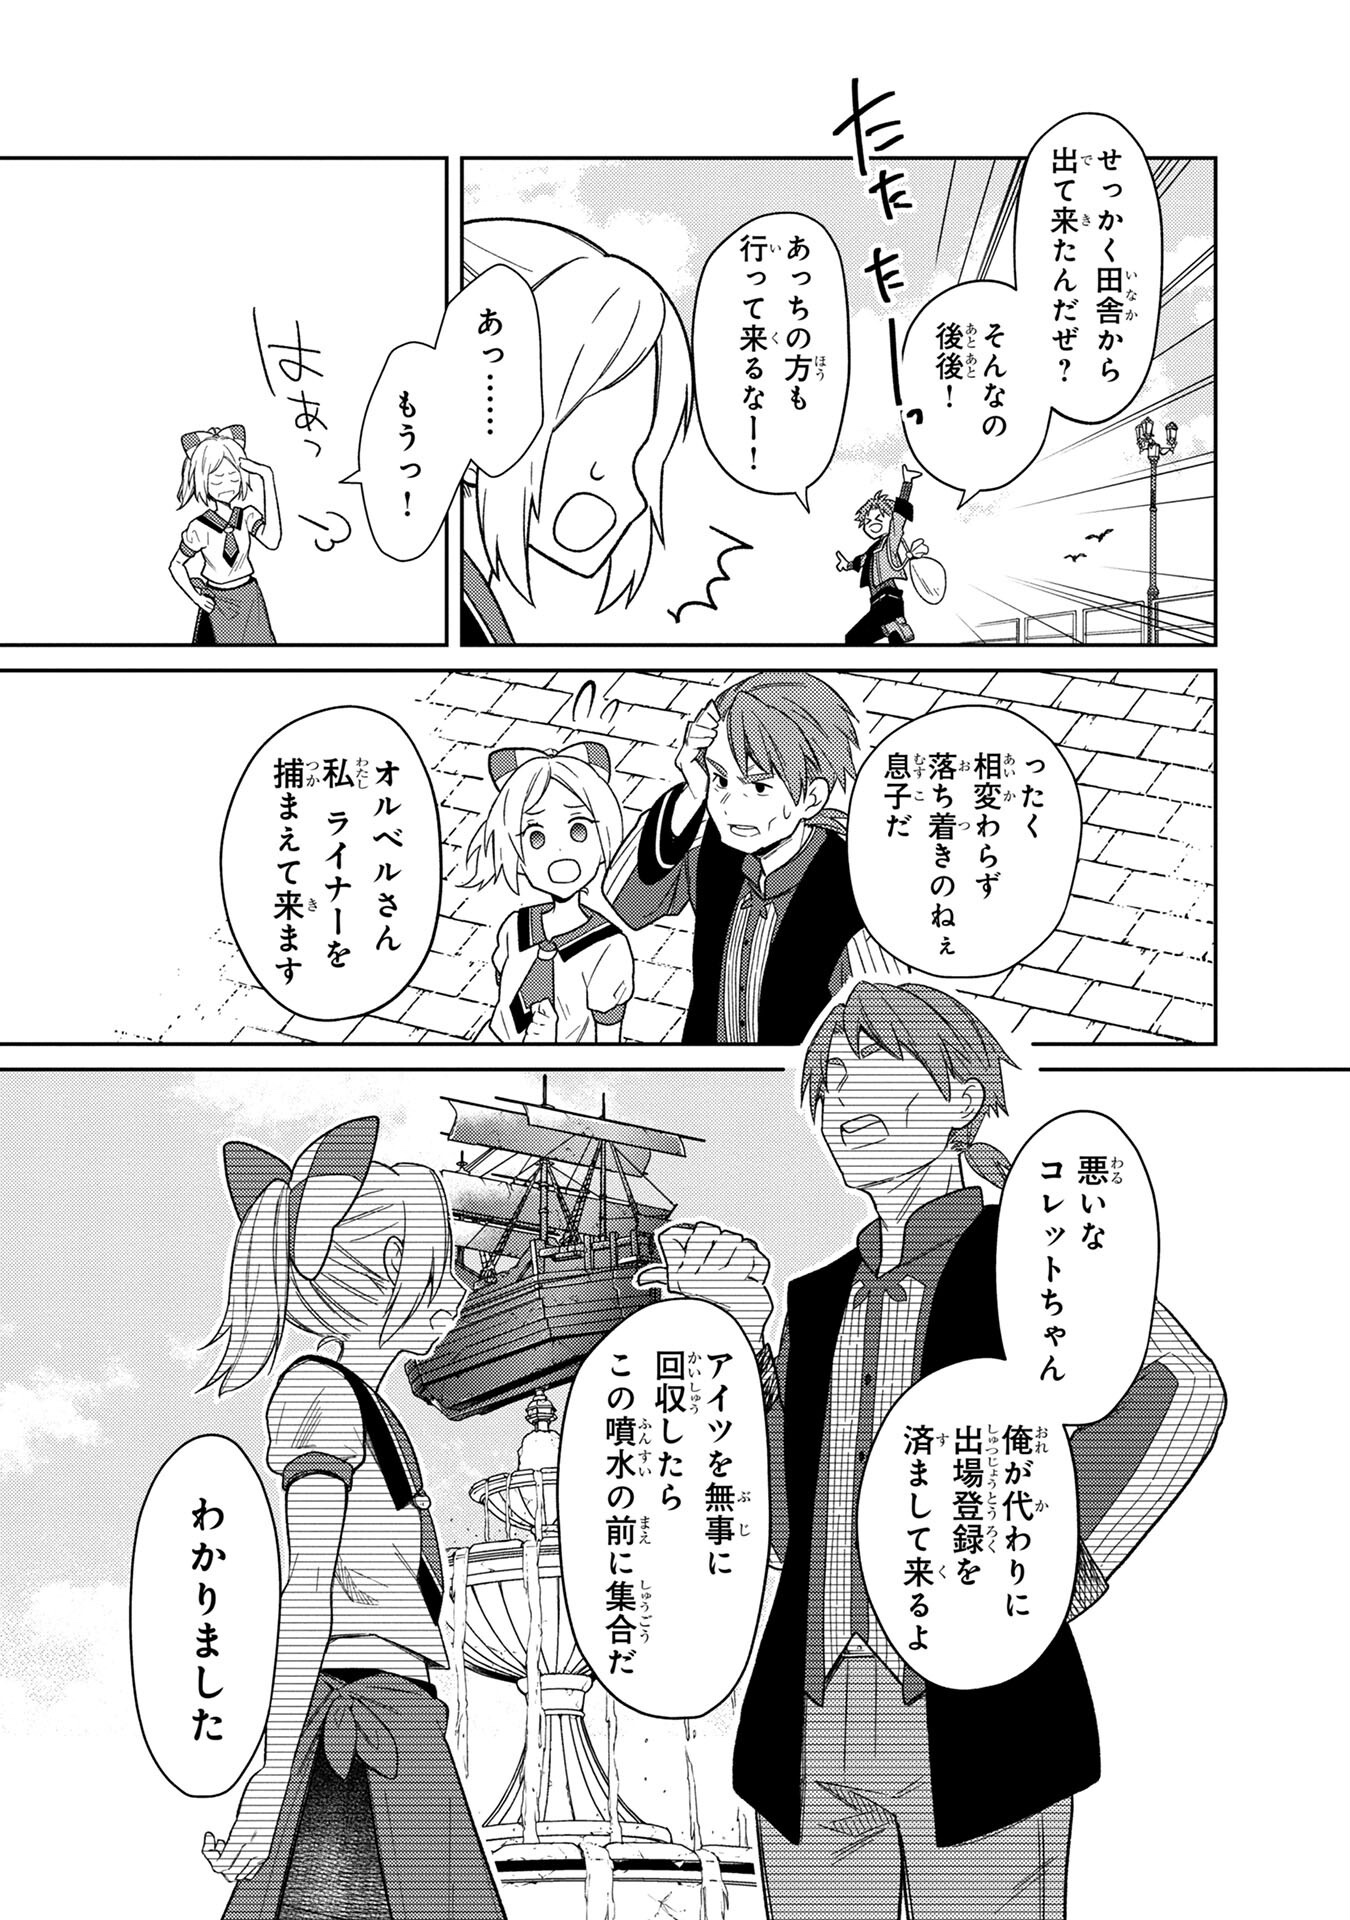 せっかく田舎から
出て来たんだぜ?
そんなの
後後!
たた
たた
たーっ
あっちの方も
行って来るなー!
あっ……
もうっ!
はぁっ
ったく
相変わらず
落ち着きのねぇ
息子だ
オルベルさん
私 ライナーを
捕まえて来ます
悪いな
コレットちゃん
俺が代わりに
出場登録を
済まして来るよ
アイツを無事に
回収したら
この噴水の前に集合だ
わかりました